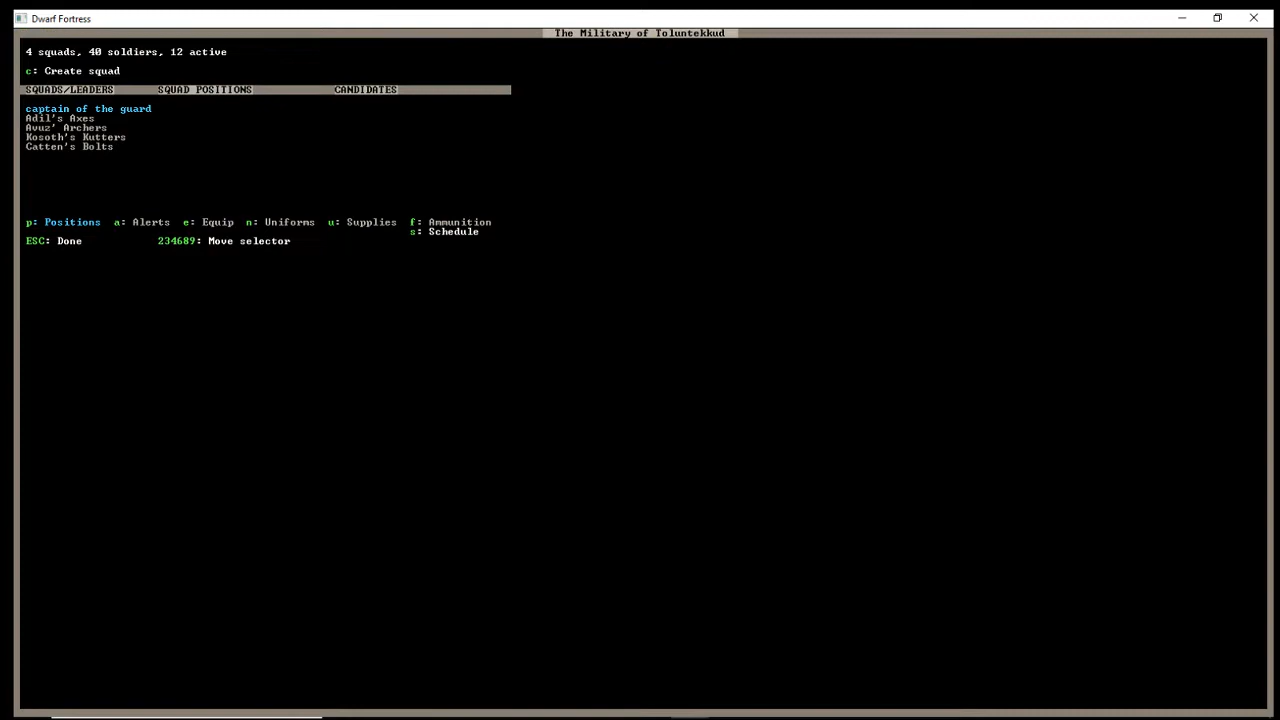 Dwarf Fortress
The Military of Toluntekkud
4 squads, 40 soldiers, 12 active
c: Create squad
SQUADS/LEADERS SQUAD POSITIONS CANDIDATES
captain of the guard
Adil's Axes
Avuz' Archers
Kosoth's Kutters
Catten's Bolts
p: Positions a: Alerts e: Equip n: Uniforms u: Supplies f: Ammunition
s: Schedule
ESC: Done 234689: Move selector